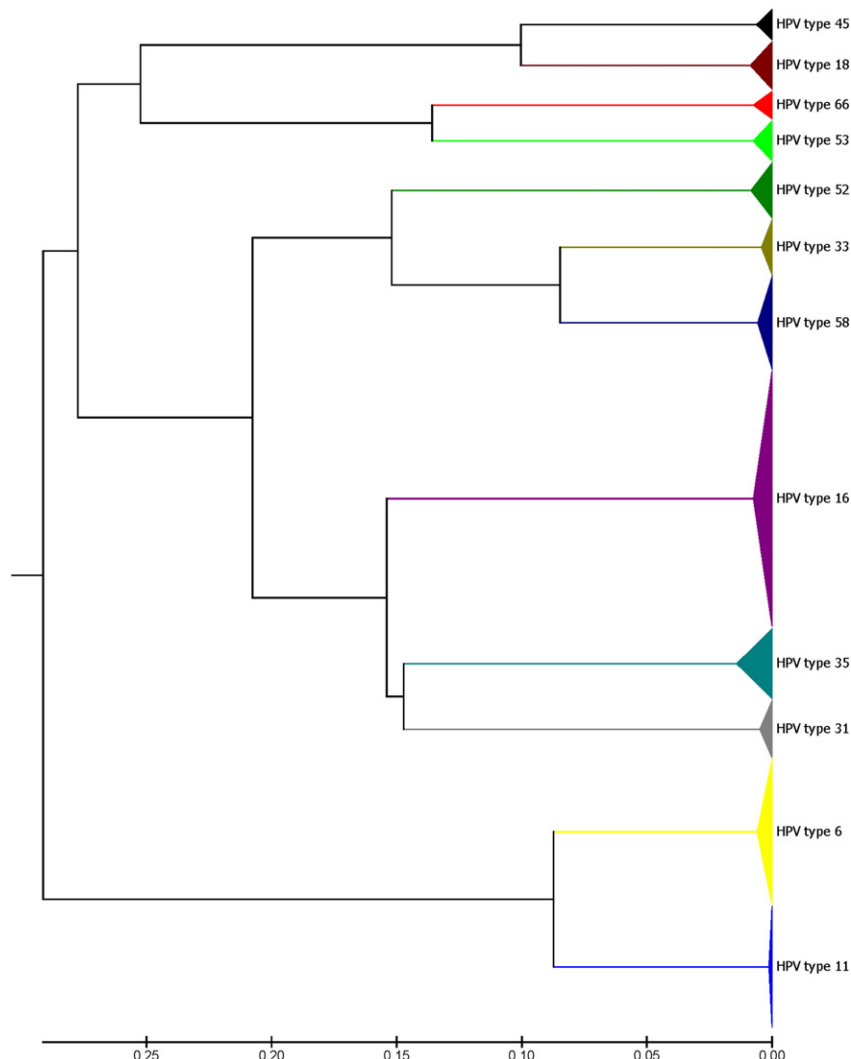 HPV type 45
HPV type 18
HPV type 66
HPV type 53
HPV type 52
HPV type 33
HPV type 58
HPV type 16
HPV type 35
HPV type 31
HPV type 6
HPV type 11
0.25 0.20 0.15 0.10 0.05 0.00